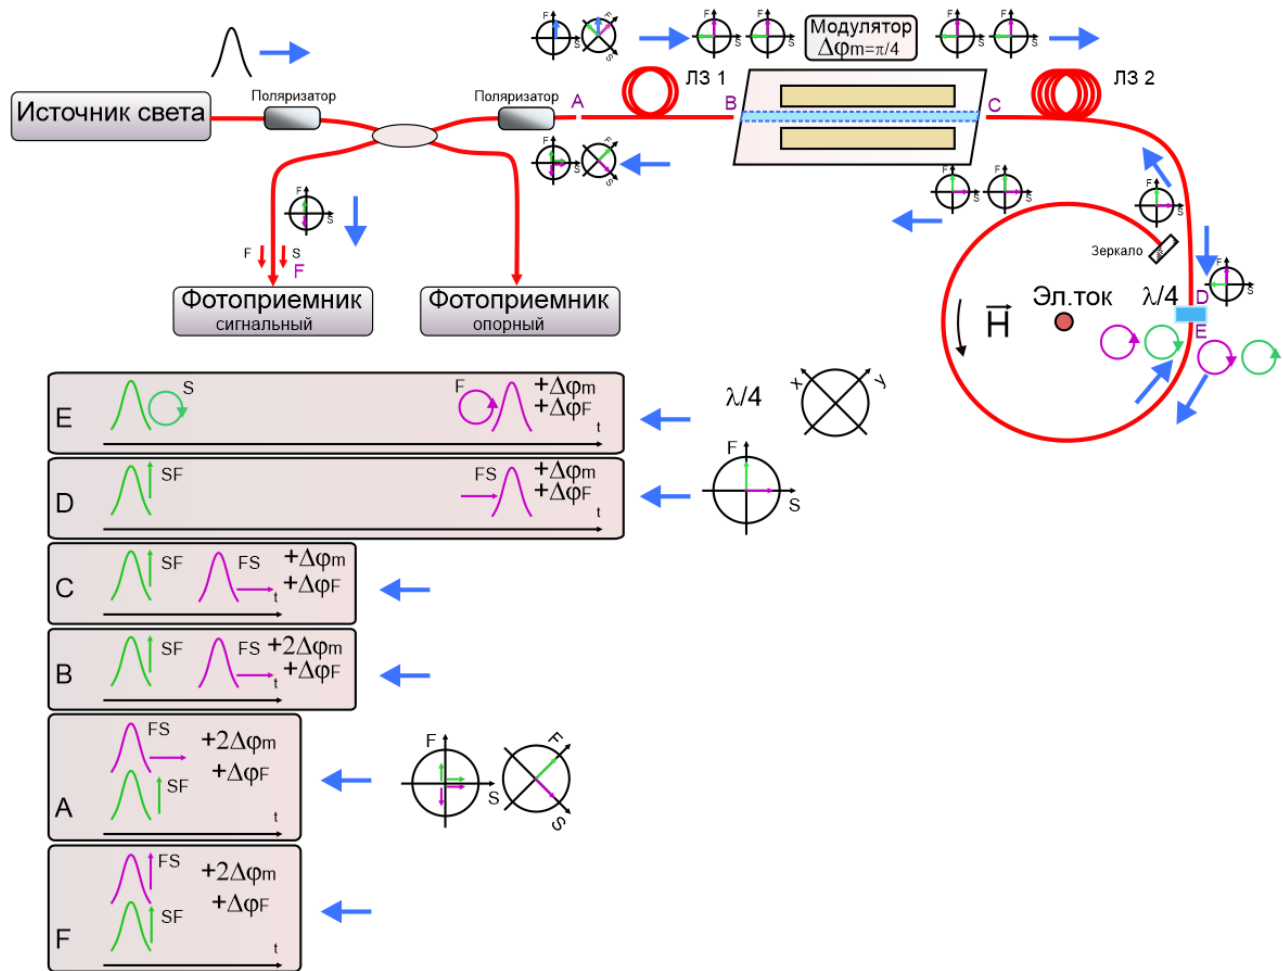 F
S
F
S
F
S
F
S
Модулятор
Δφm=π/4
F
S
F
S
Источник света
Поляризатор
Поляризатор
A
ЛЗ 1
B
C
ЛЗ 2
F
S
F
S
F
S
F
S
F
S
F
S
F
S
Зеркало
F
S
F
Фотоприемник
сигнальный
Фотоприемник
опорный
H
Эл.ток
λ/4
D
E
F
S
E
S
F
+Δφm
+ΔφF
t
λ/4
x
y
D
SF
FS
+Δφm
+ΔφF
t
F
S
C
SF
FS
+Δφm
+ΔφF
t
B
SF
FS
+2Δφm
+ΔφF
t
A
FS
SF
+2Δφm
+ΔφF
t
F
S
F
S
F
FS
SF
+2Δφm
+ΔφF
t